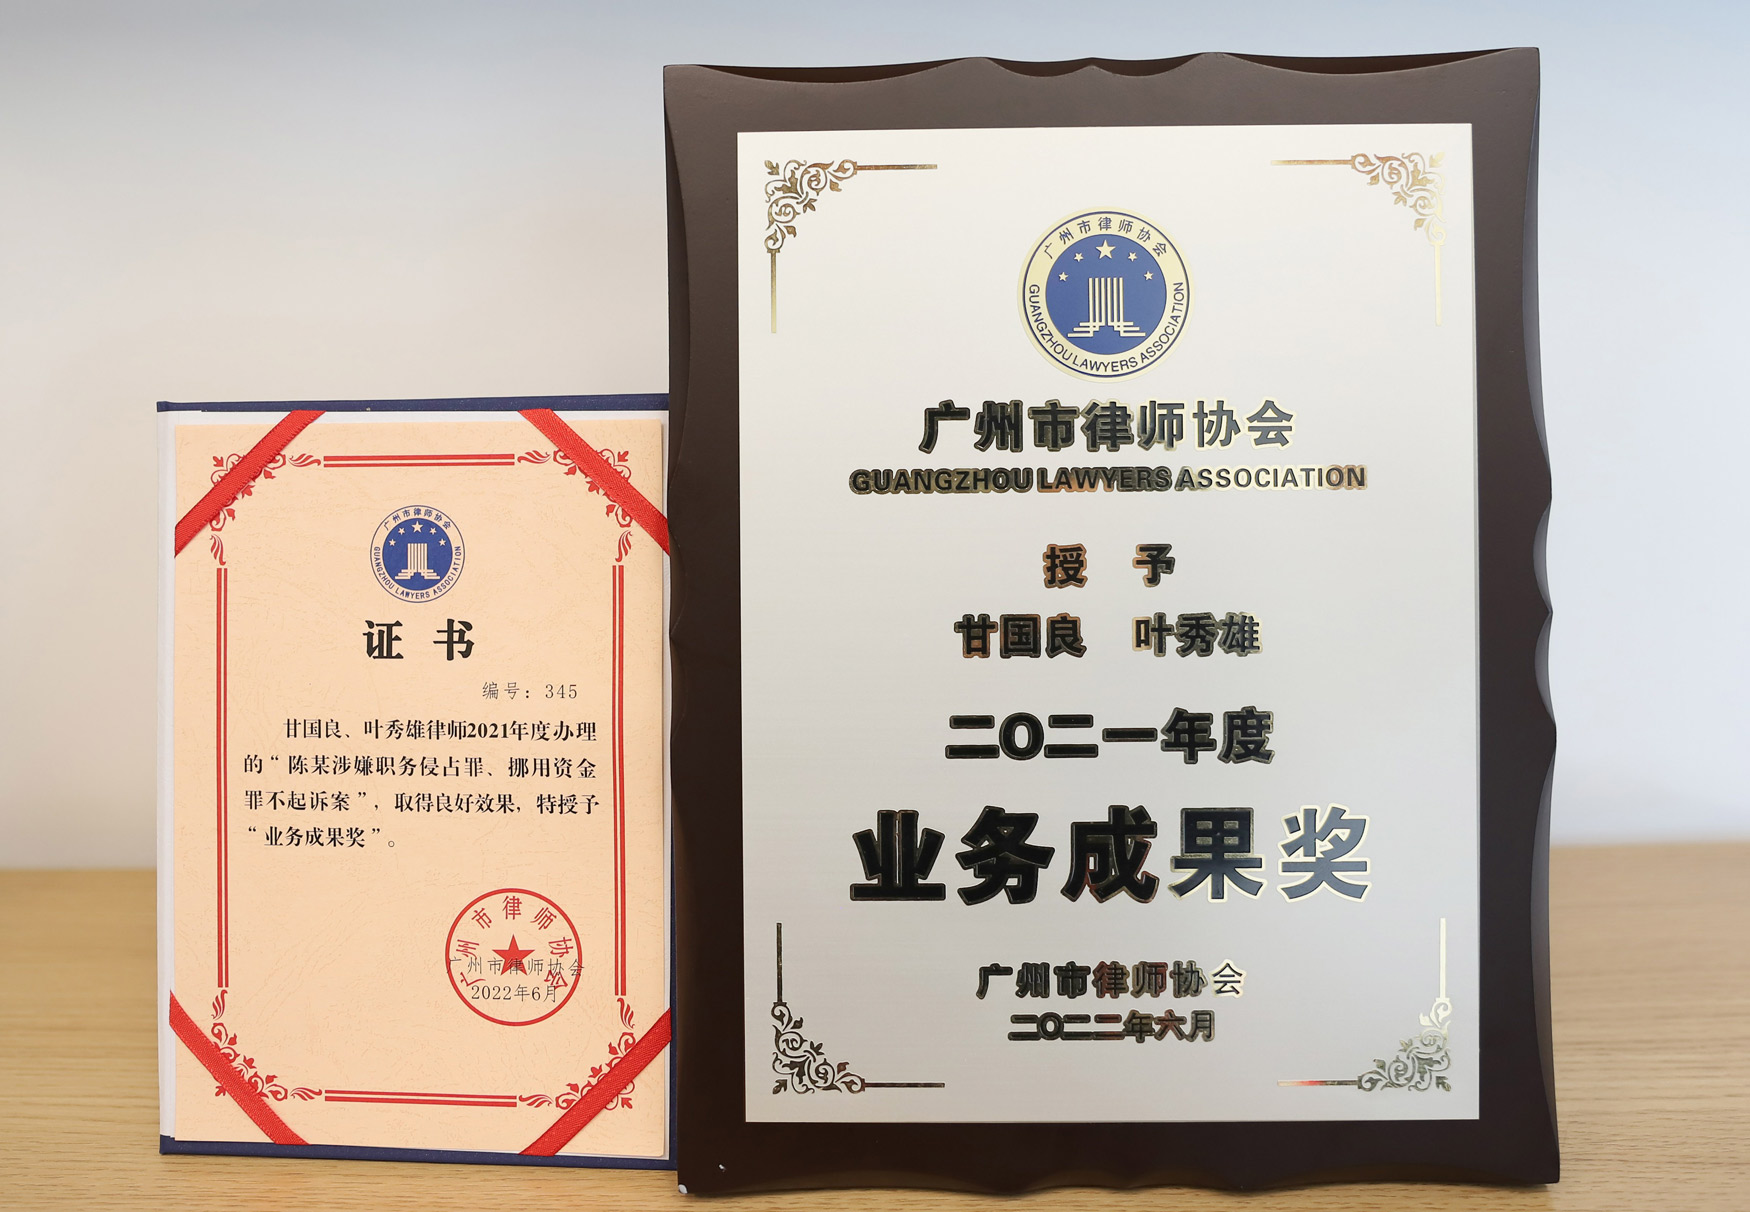 广州市律师协会
GUANGZHOU LAWYERS ASSOCIATION
证书
编号：345
甘国良、叶秀雄律师2021年度办理
的“陈某涉嫌职务侵占罪、挪用资金
罪不起诉案”，取得良好效果，特授予
“业务成果奖”。
广州市律师协会
广州市律师协会
2022年6月
广州市律师协会
GUANGZHOU LAWYERS ASSOCIATION
广州市律师协会
GUANGZHOU LAWYERS ASSOCIATION
授 予
甘国良 叶秀雄
二〇二一年度
业务成果奖
广州市律师协会
二〇二二年六月